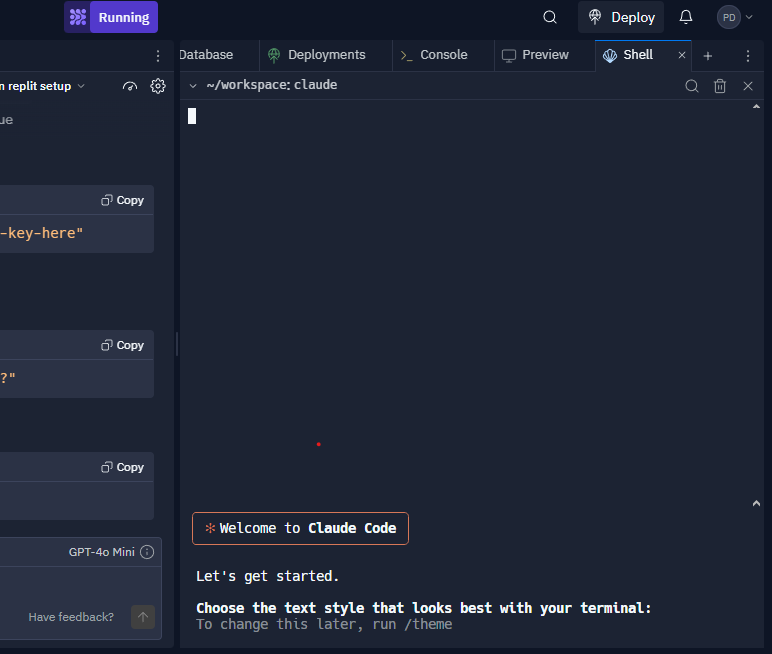 Running
Deploy
PD
Database
Deployments
Console
Preview
Shell
n replit setup
~/workspace: claude
ue
Copy
-key-here"
Copy
?"
Copy
GPT-4o Mini
Have feedback?
* Welcome to Claude Code
Let's get started.
Choose the text style that looks best with your terminal:
To change this later, run /theme